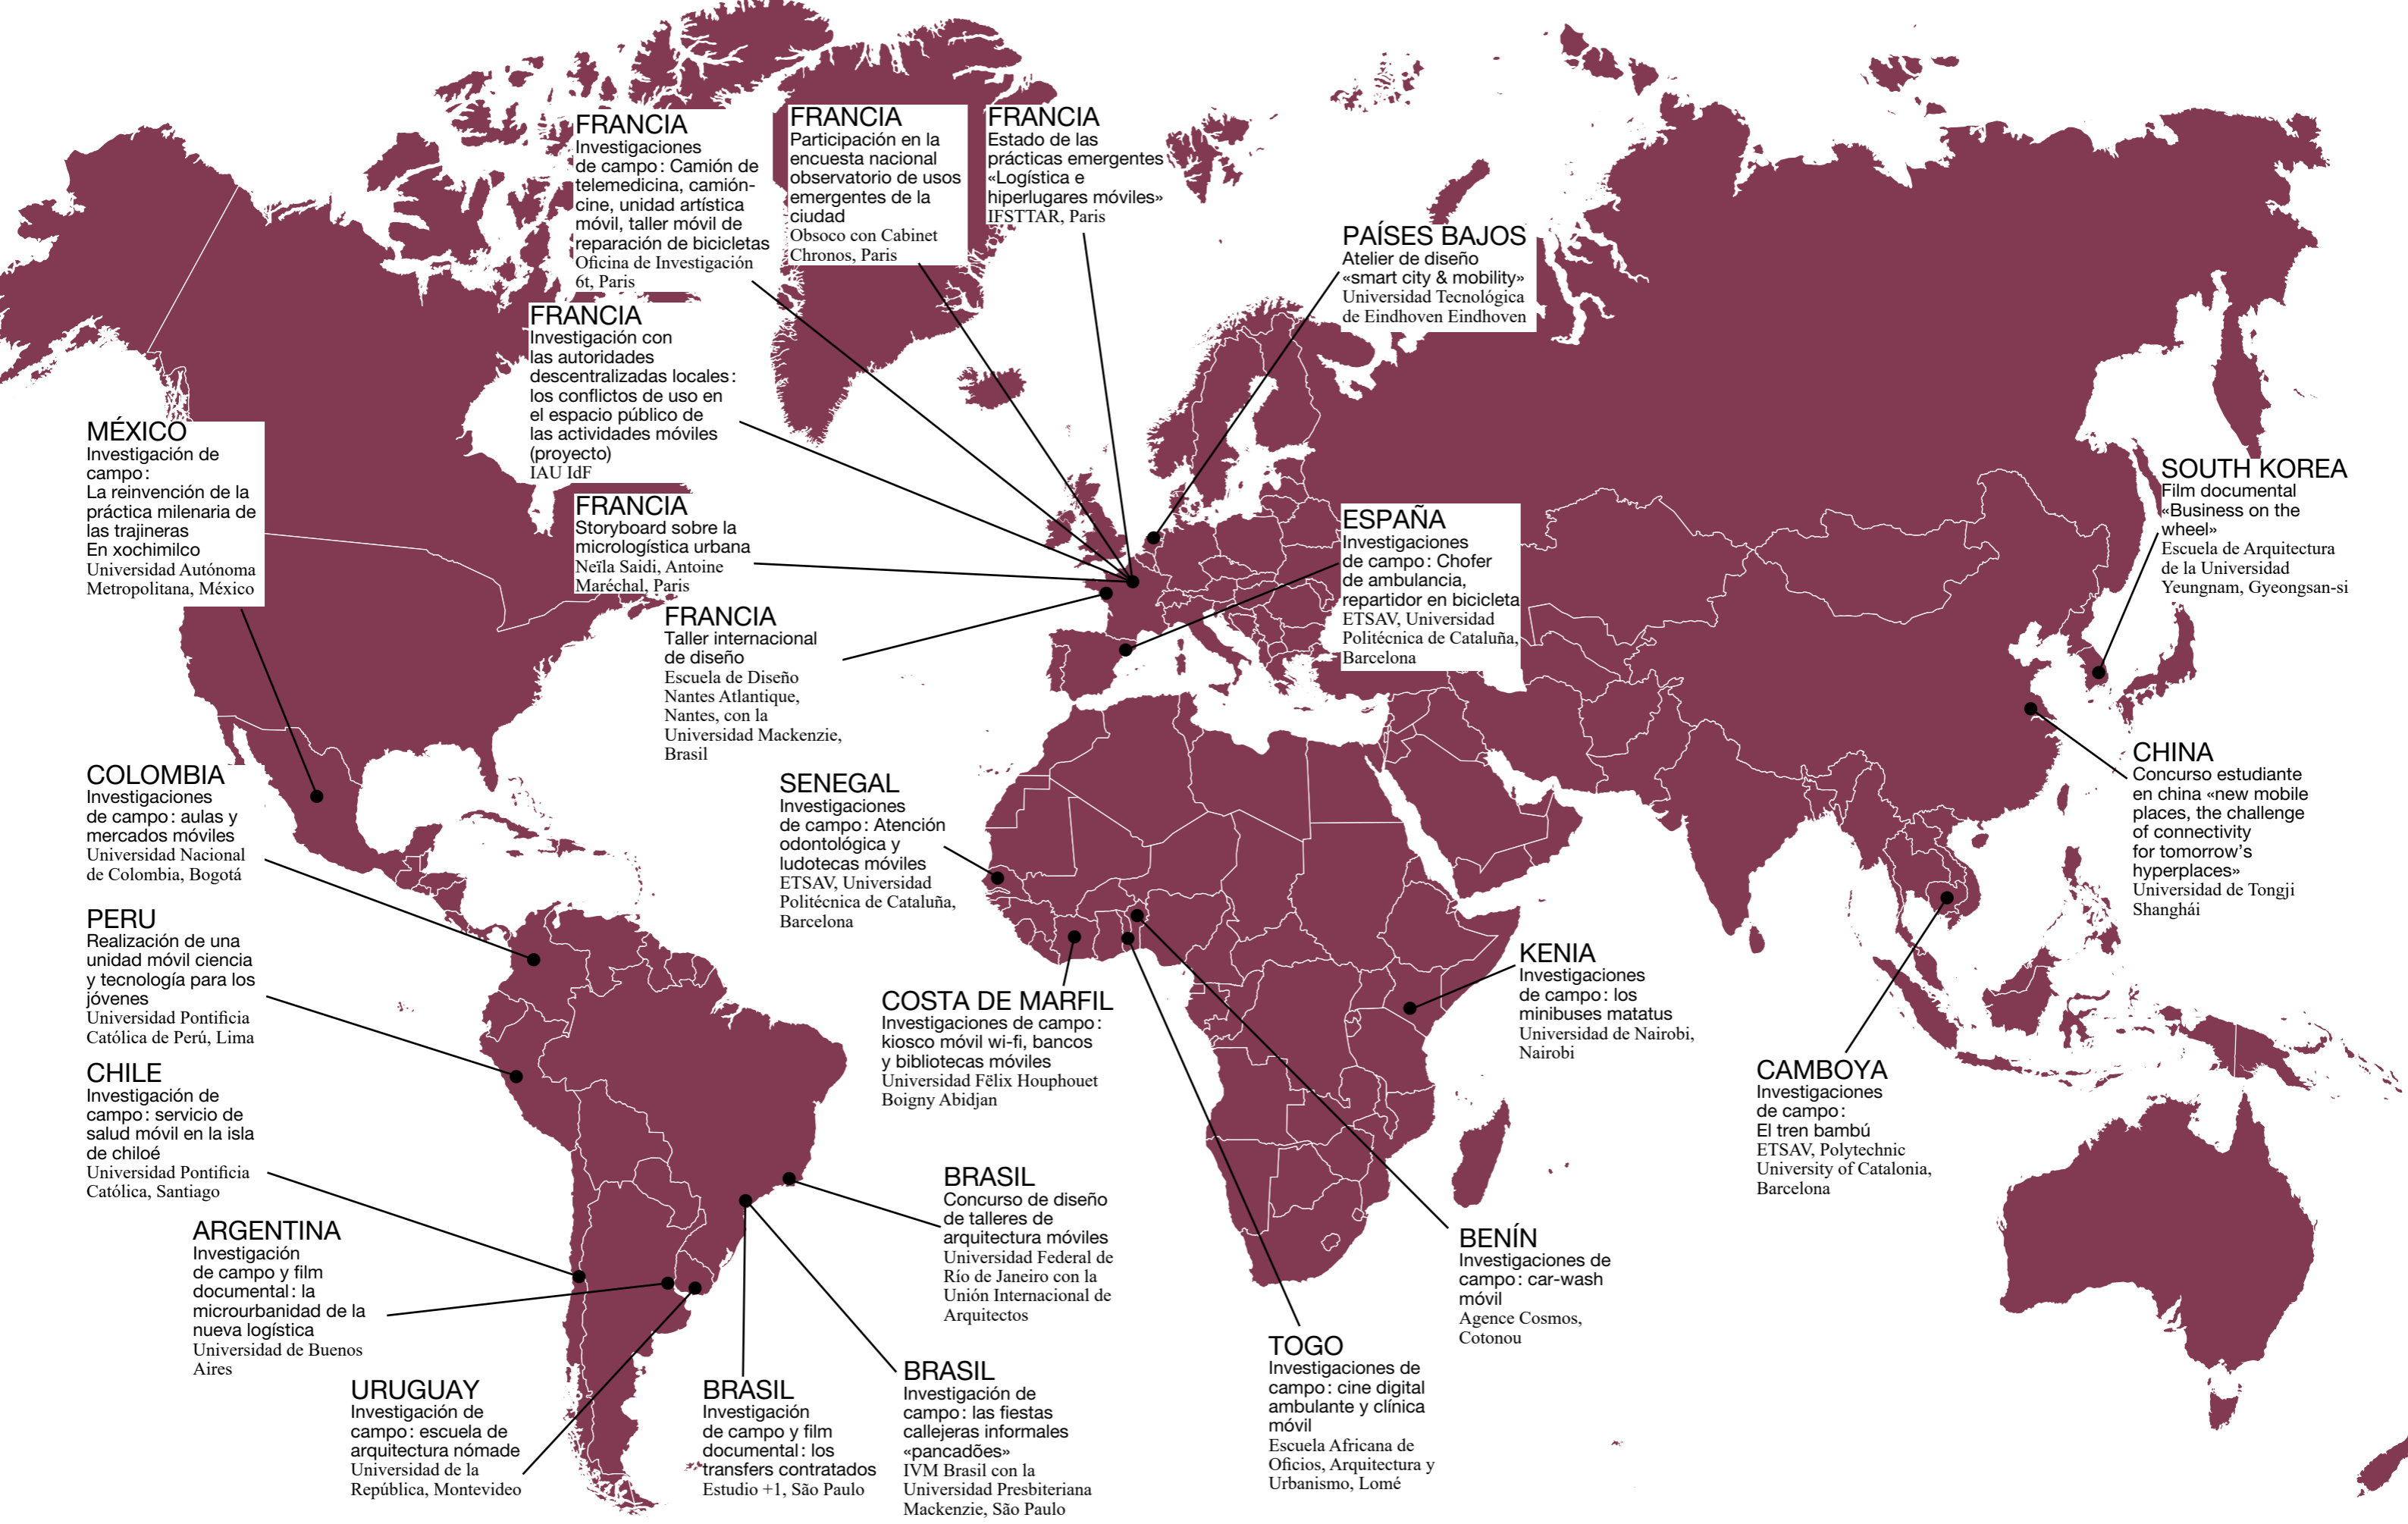 FRANCIA
Investigaciones
de campo : Camión de
telemedicina, camión-
cine, unidad artística
móvil, taller móvil de
reparación de bicicletas
Oficina de Investigación
6t, Paris
FRANCIA
Participación en la
encuesta nacional
observatorio de usos
emergentes de la
ciudad
Obsoco con Cabinet
Chronos, Paris
FRANCIA
Estado de las
prácticas emergentes
«Logística e
hiperlugares móviles»
IFSTTAR, Paris
PAÍSES BAJOS
Atelier de diseño
«smart city & mobility»
Universidad Tecnológica
de Eindhoven Eindhoven
FRANCIA
Investigación con
las autoridades
descentralizadas locales :
los conflictos de uso en
el espacio público de
las actividades móviles
(proyecto)
IAU IdF
MÉXICO
Investigación de
campo :
La reinvención de la
práctica milenaria de
las trajineras
En xochimilco
Universidad Autónoma
Metropolitana, México
FRANCIA
Storyboard sobre la
micrologística urbana
Neïla Saidi, Antoine
Maréchal, Paris
ESPAÑA
Investigaciones
de campo : Chofer
de ambulancia,
repartidor en bicicleta
ETSAV, Universidad
Politécnica de Cataluña,
Barcelona
SOUTH KOREA
Film documental
«Business on the
wheel»
Escuela de Arquitectura
de la Universidad
Yeungnam, Gyeongsan-si
FRANCIA
Taller internacional
de diseño
Escuela de Diseño
Nantes Atlantique,
Nantes, con la
Universidad Mackenzie,
Brasil
COLOMBIA
Investigaciones
de campo : aulas y
mercados móviles
Universidad Nacional
de Colombia, Bogotá
SENEGAL
Investigaciones
de campo : Atención
odontológica y
ludotecas móviles
ETSAV, Universidad
Politécnica de Cataluña,
Barcelona
CHINA
Concurso estudiante
en china «new mobile
places, the challenge
of connectivity
for tomorrow's
hyperplaces»
Universidad de Tongji
Shanghái
PERU
Realización de una
unidad móvil ciencia
y tecnología para los
jóvenes
Universidad Pontificia
Católica de Perú, Lima
COSTA DE MARFIL
Investigaciones de campo :
kiosco móvil wi-fi, bancos
y bibliotecas móviles
Universidad Fëlix Houphouet
Boigny Abidjan
KENIA
Investigaciones
de campo : los
minibuses matatus
Universidad de Nairobi,
Nairobi
CHILE
Investigación de
campo : servicio de
salud móvil en la isla
de chiloé
Universidad Pontificia
Católica, Santiago
CAMBOYA
Investigaciones
de campo :
El tren bambú
ETSAV, Polytechnic
University of Catalonia,
Barcelona
BRASIL
Concurso de diseño
de talleres de
arquitectura móviles
Universidad Federal de
Río de Janeiro con la
Unión Internacional de
Arquitectos
ARGENTINA
Investigación
de campo y film
documental : la
microurbanidad de la
nueva logística
Universidad de Buenos
Aires
BENÍN
Investigaciones de
campo : car-wash
móvil
Agence Cosmos,
Cotonou
TOGO
Investigaciones de
campo : cine digital
ambulante y clínica
móvil
Escuela Africana de
Oficios, Arquitectura y
Urbanismo, Lomé
URUGUAY
Investigación de
campo : escuela de
arquitectura nómade
Universidad de la
República, Montevideo
BRASIL
Investigación
de campo y film
documental : los
transfers contratados
Estudio +1, São Paulo
BRASIL
Investigación de
campo : las fiestas
callejeras informales
«pancadões»
IVM Brasil con la
Universidad Presbiteriana
Mackenzie, São Paulo